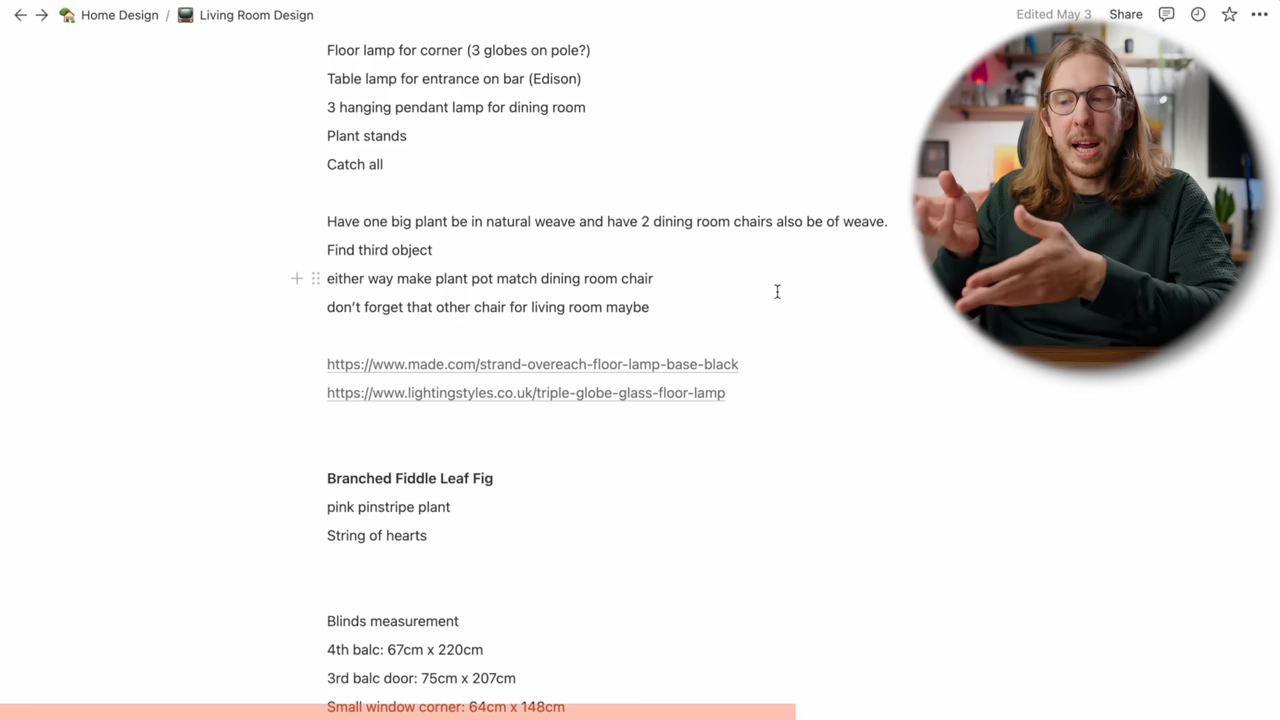 Home Design / Living Room Design
Edited May 3 Share
Floor lamp for corner (3 globes on pole?)
Table lamp for entrance on bar (Edison)
3 hanging pendant lamp for dining room
Plant stands
Catch all
Have one big plant be in natural weave and have 2 dining room chairs also be of weave.
Find third object
either way make plant pot match dining room chair
don’t forget that other chair for living room maybe
https://www.made.com/strand-overeach-floor-lamp-base-black
https://www.lightingstyles.co.uk/triple-globe-glass-floor-lamp
Branched Fiddle Leaf Fig
pink pinstripe plant
String of hearts
Blinds measurement
4th balc: 67cm x 220cm
3rd balc door: 75cm x 207cm
Small window corner: 64cm x 148cm